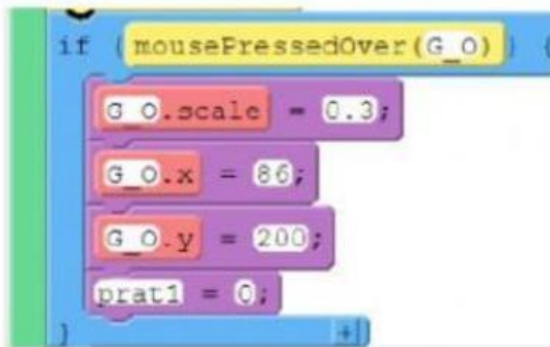 if (mousePressedOver(G_O)) {
G_O.scale = 0.3;
G_O.x = 86;
G_O.y = 200;
prat1 = 0;
}
+